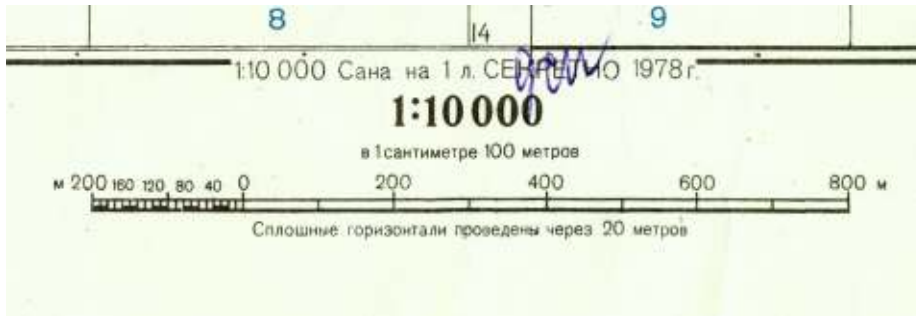 8 9
14
1:10 000 Сана на 1 л. СЕКРЕТНО 1978 г.
1:10 000
в 1 сантиметре 100 метров
м 200 160 120 80 40 0 200 400 600 800 м
Сплошные горизонтали проведены через 20 метров